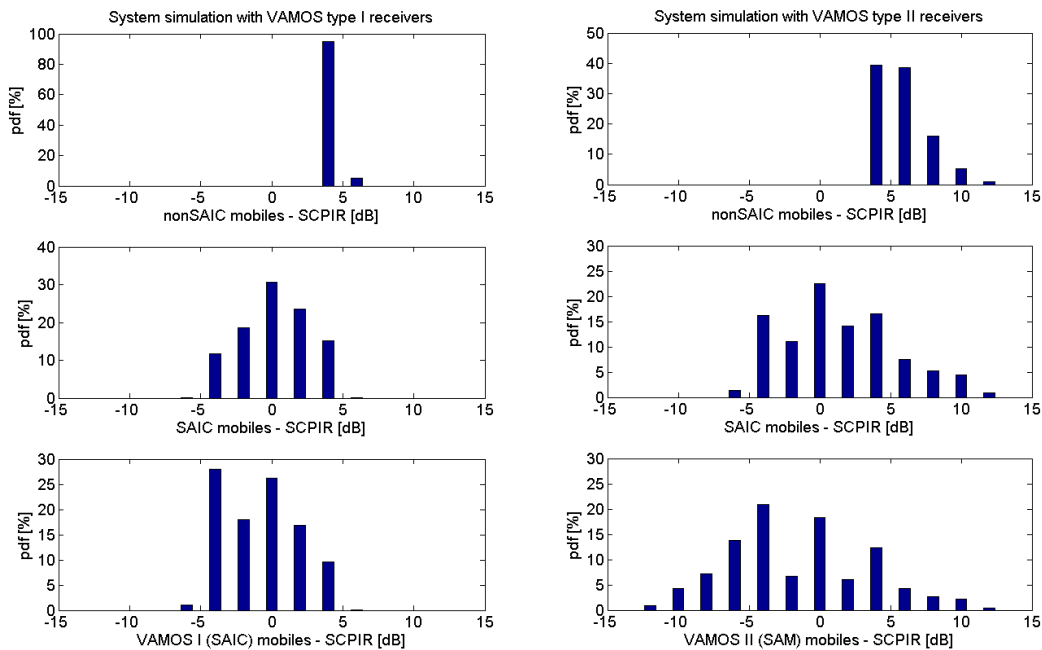 System simulation with VAMOS type I receivers
100
80
60
40
20
0
pdf [%]
-15 -10 -5 0 5 10 15
nonSAIC mobiles - SCPIR [dB]
System simulation with VAMOS type II receivers
50
40
30
20
10
0
pdf [%]
-15 -10 -5 0 5 10 15
nonSAIC mobiles - SCPIR [dB]
40
30
20
10
0
pdf [%]
-15 -10 -5 0 5 10 15
SAIC mobiles - SCPIR [dB]
30
25
20
15
10
5
0
pdf [%]
-15 -10 -5 0 5 10 15
SAIC mobiles - SCPIR [dB]
30
25
20
15
10
5
0
pdf [%]
-15 -10 -5 0 5 10 15
VAMOS I (SAIC) mobiles - SCPIR [dB]
30
25
20
15
10
5
0
pdf [%]
-15 -10 -5 0 5 10 15
VAMOS II (SAM) mobiles - SCPIR [dB]